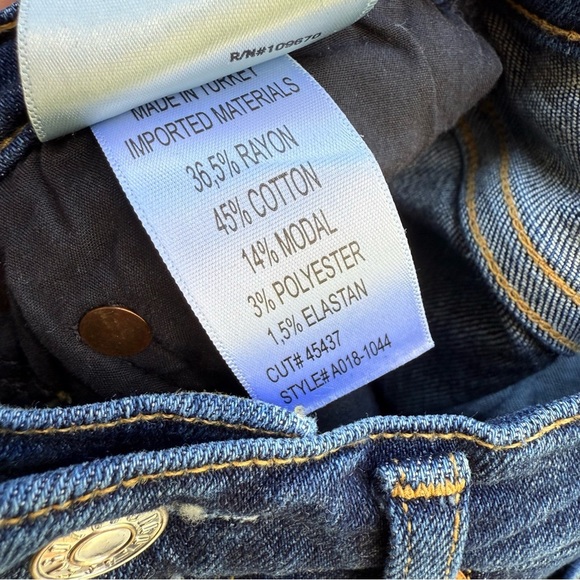 R/N#109670
MADE IN TURKEY
IMPORTED MATERIALS
36,5% RAYON
45% COTTON
14% MODAL
3% POLYESTER
1,5% ELASTAN
CUT# 45437
STYLE# A018-1044